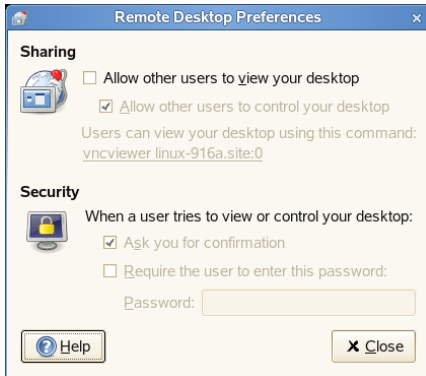 Remote Desktop Preferences
Sharing
Allow other users to view your desktop
Allow other users to control your desktop
Users can view your desktop using this command:
vncviewer linux-916a.site:0
Security
When a user tries to view or control your desktop:
Ask you for confirmation
Require the user to enter this password:
Password:
Help
Close